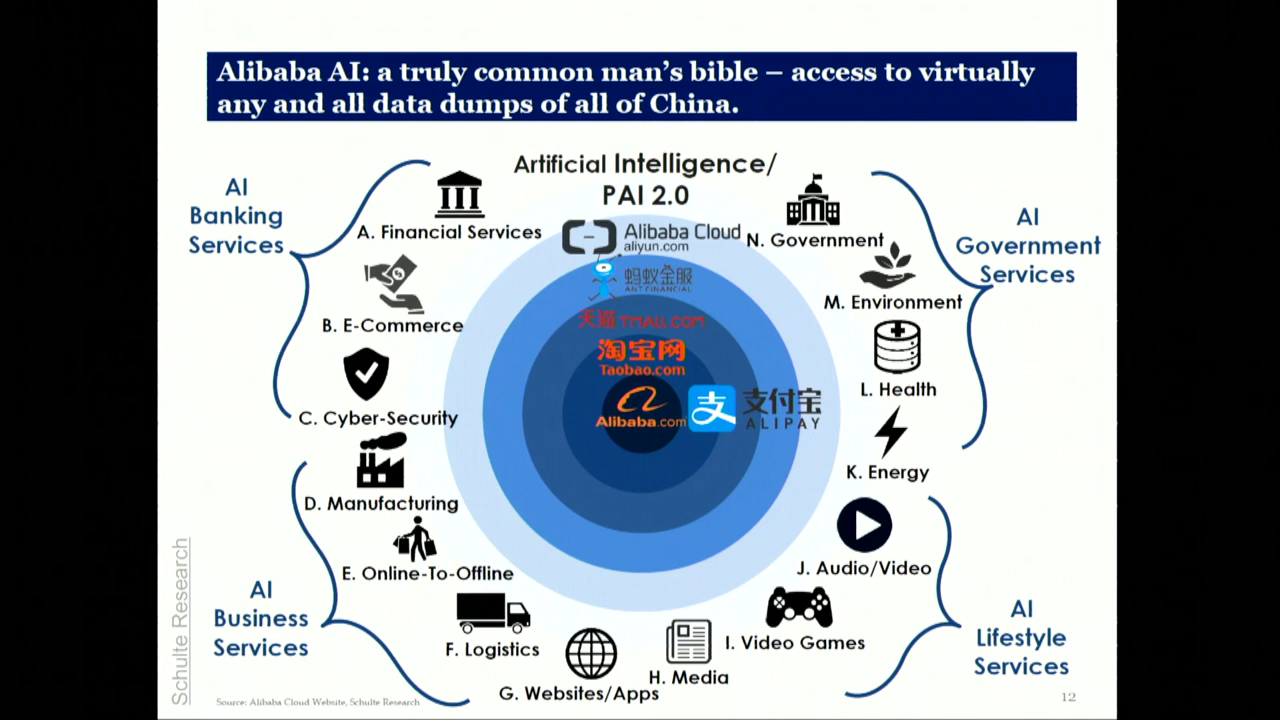 Alibaba AI: a truly common man's bible – access to virtually
any and all data dumps of all of China.
Artificial Intelligence/
PAI 2.0
AI
Banking
Services
A. Financial Services
B. E-Commerce
C. Cyber-Security
D. Manufacturing
E. Online-To-Offline
F. Logistics
G. Websites/Apps
H. Media
I. Video Games
J. Audio/Video
K. Energy
L. Health
M. Environment
N. Government
AI
Government
Services
AI
Business
Services
AI
Lifestyle
Services
Alibaba Cloud
aliyun.com
蚂蚁金服
ANT FINANCIAL
天猫 TMALL.COM
淘宝网
Taobao.com
Alibaba.com
支
支付宝
ALIPAY
Schulte Research
Source: Alibaba Cloud Website, Schulte Research
12